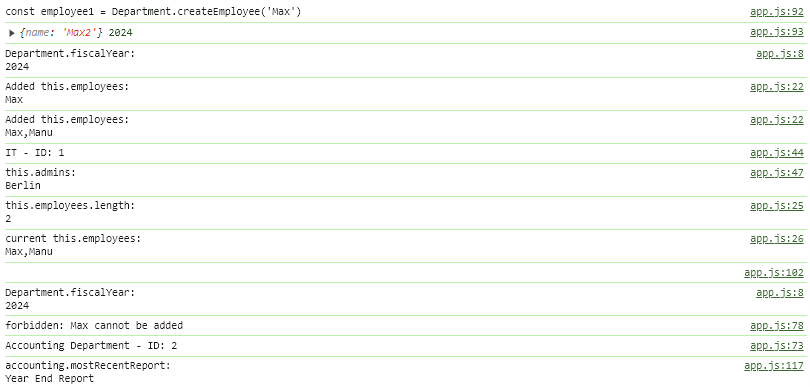 const employee1 = Department.createEmployee('Max') app.js:92
▶ {name: 'Max2'} 2024 app.js:93
Department.fiscalYear: app.js:8
2024
Added this.employees: app.js:22
Max
Added this.employees: app.js:22
Max,Manu
IT - ID: 1 app.js:44
this.admins: app.js:47
Berlin
this.employees.length: app.js:25
2
current this.employees: app.js:26
Max,Manu
app.js:102
Department.fiscalYear: app.js:8
2024
forbidden: Max cannot be added app.js:78
Accounting Department - ID: 2 app.js:73
accounting.mostRecentReport: app.js:117
Year End Report